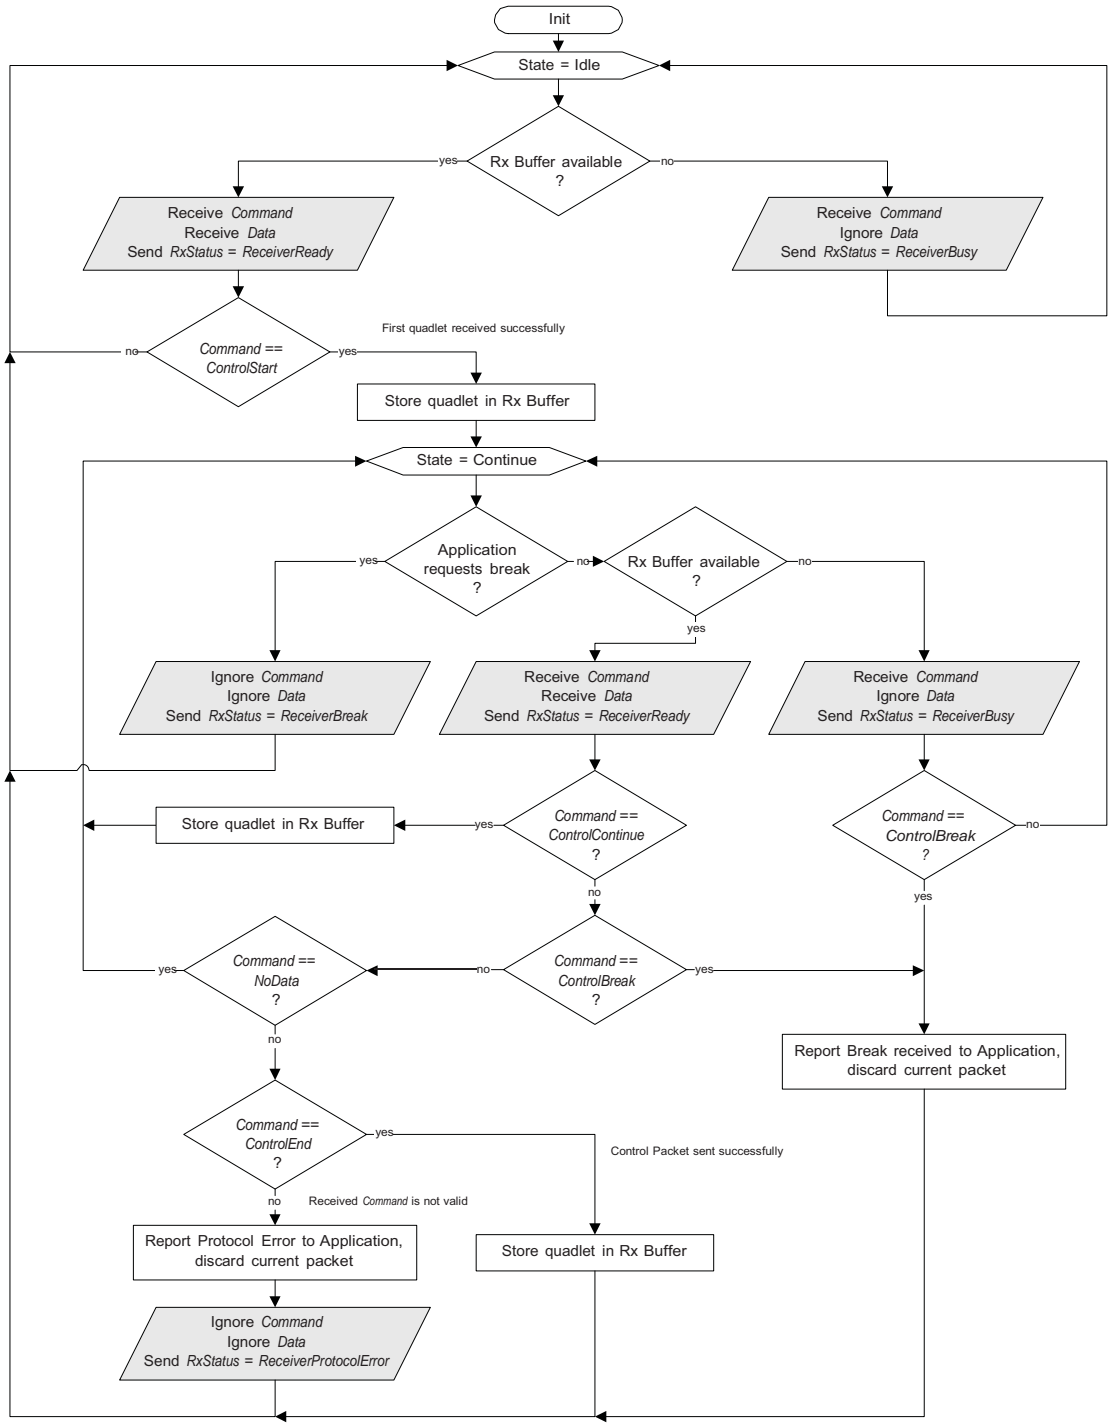 Init
State = Idle
Rx Buffer available
?
yes
no
Receive Command
Receive Data
Send RxStatus = ReceiverReady
Receive Command
Ignore Data
Send RxStatus = ReceiverBusy
First quadlet received successfully
Command ==
ControlStart
no
yes
Store quadlet in Rx Buffer
State = Continue
Application
requests break
?
yes
no
Rx Buffer available
?
no
yes
Ignore Command
Ignore Data
Send RxStatus = ReceiverBreak
Receive Command
Receive Data
Send RxStatus = ReceiverReady
Receive Command
Ignore Data
Send RxStatus = ReceiverBusy
Store quadlet in Rx Buffer
yes
Command ==
ControlContinue
?
no
Command ==
ControlBreak
?
no
yes
yes
Command ==
NoData
?
no
no
Command ==
ControlBreak
?
yes
Report Break received to Application,
discard current packet
Command ==
ControlEnd
?
yes
Control Packet sent successfully
no
Received Command is not valid
Report Protocol Error to Application,
discard current packet
Store quadlet in Rx Buffer
Ignore Command
Ignore Data
Send RxStatus = ReceiverProtocolError